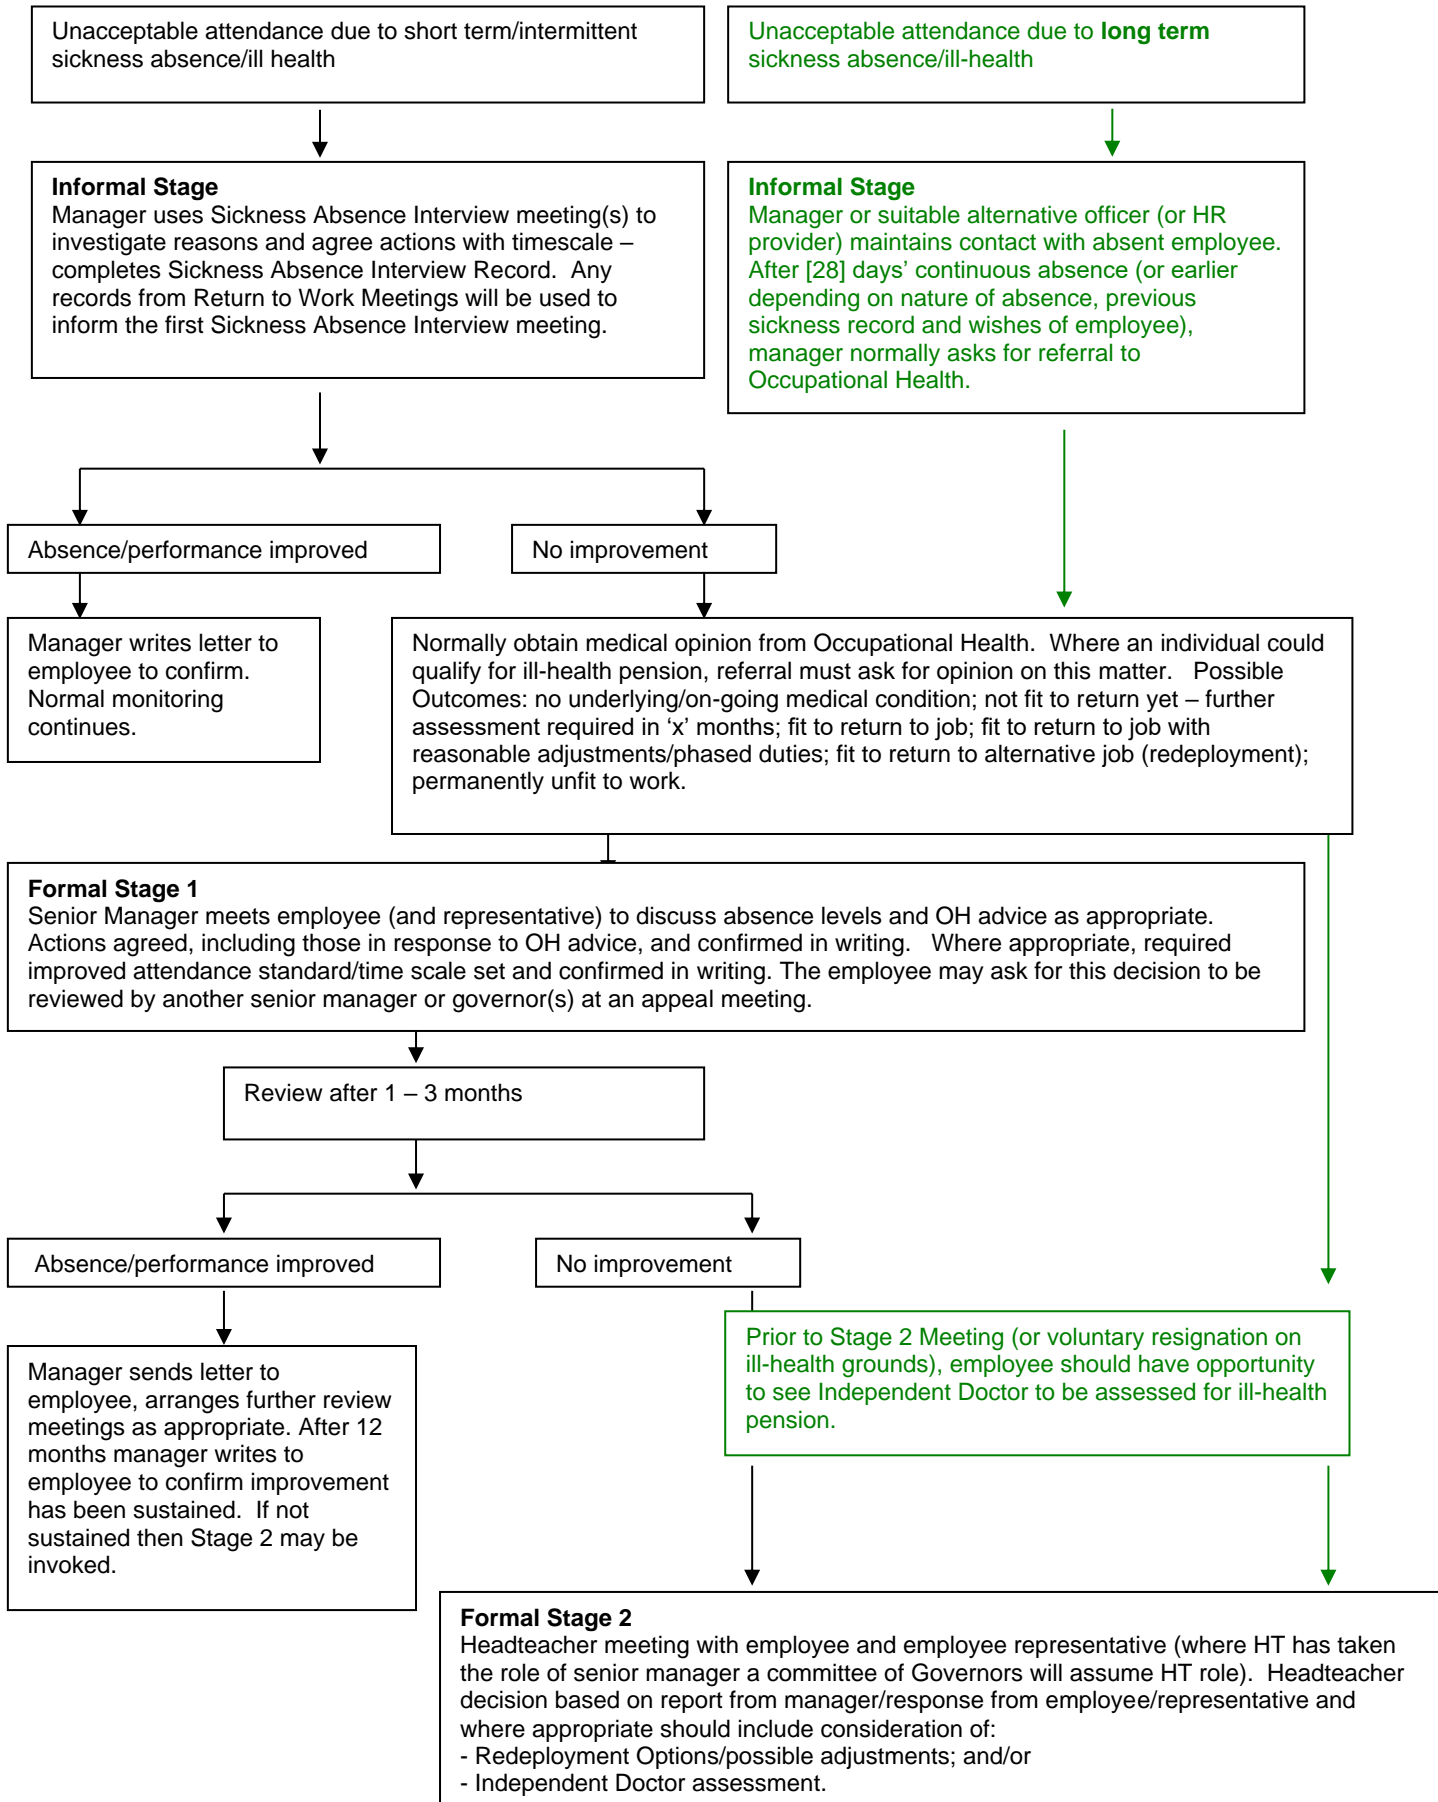 Unacceptable attendance due to short term/intermittent
sickness absence/ill health
Unacceptable attendance due to long term
sickness absence/ill-health
Informal Stage
Manager uses Sickness Absence Interview meeting(s) to
investigate reasons and agree actions with timescale –
completes Sickness Absence Interview Record.  Any
records from Return to Work Meetings will be used to
inform the first Sickness Absence Interview meeting.
Informal Stage
Manager or suitable alternative officer (or HR
provider) maintains contact with absent employee.
After [28] days’ continuous absence (or earlier
depending on nature of absence, previous
sickness record and wishes of employee),
manager normally asks for referral to
Occupational Health.
Absence/performance improved
No improvement
Manager writes letter to
employee to confirm.
Normal monitoring
continues.
Normally obtain medical opinion from Occupational Health.  Where an individual could
qualify for ill-health pension, referral must ask for opinion on this matter.   Possible
Outcomes: no underlying/on-going medical condition; not fit to return yet – further
assessment required in ‘x’ months; fit to return to job; fit to return to job with
reasonable adjustments/phased duties; fit to return to alternative job (redeployment);
permanently unfit to work.
Formal Stage 1
Senior Manager meets employee (and representative) to discuss absence levels and OH advice as appropriate.
Actions agreed, including those in response to OH advice, and confirmed in writing.   Where appropriate, required
improved attendance standard/time scale set and confirmed in writing. The employee may ask for this decision to be
reviewed by another senior manager or governor(s) at an appeal meeting.
Review after 1 – 3 months
Absence/performance improved
No improvement
Manager sends letter to
employee, arranges further review
meetings as appropriate. After 12
months manager writes to
employee to confirm improvement
has been sustained.  If not
sustained then Stage 2 may be
invoked.
Prior to Stage 2 Meeting (or voluntary resignation on
ill-health grounds), employee should have opportunity
to see Independent Doctor to be assessed for ill-health
pension.
Formal Stage 2
Headteacher meeting with employee and employee representative (where HT has taken
the role of senior manager a committee of Governors will assume HT role).  Headteacher
decision based on report from manager/response from employee/representative and
where appropriate should include consideration of:
- Redeployment Options/possible adjustments; and/or
- Independent Doctor assessment.